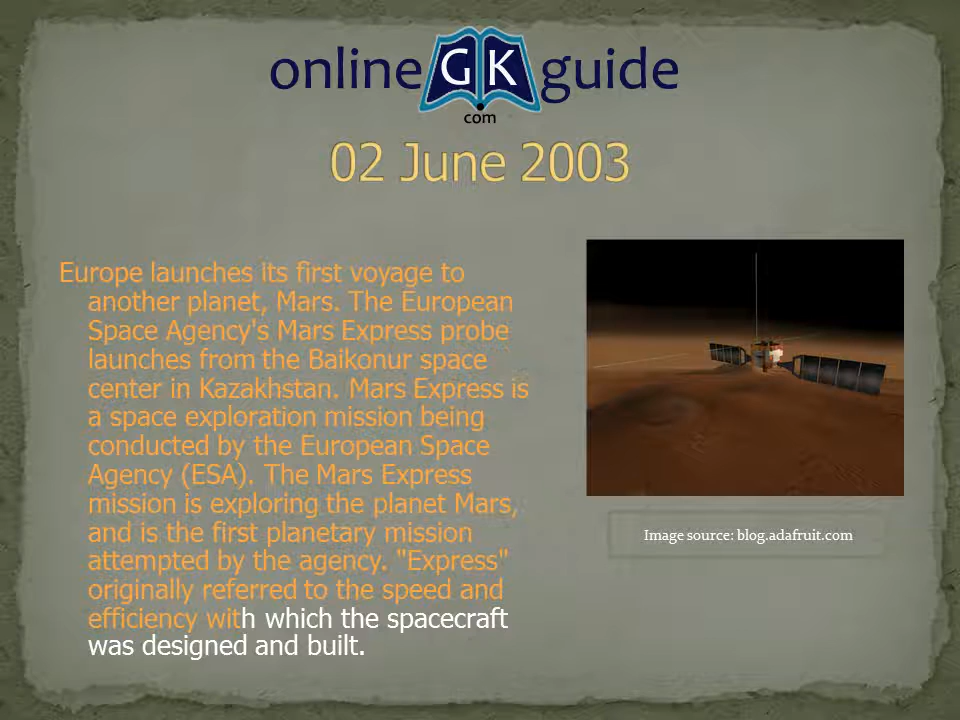 online GK guide
com
02 June 2003
Europe launches its first voyage to
another planet, Mars. The European
Space Agency's Mars Express probe
launches from the Baikonur space
center in Kazakhstan. Mars Express is
a space exploration mission being
conducted by the European Space
Agency (ESA). The Mars Express
mission is exploring the planet Mars,
and is the first planetary mission
attempted by the agency. "Express"
originally referred to the speed and
efficiency with which the spacecraft
was designed and built.
Image source: blog.adafruit.com